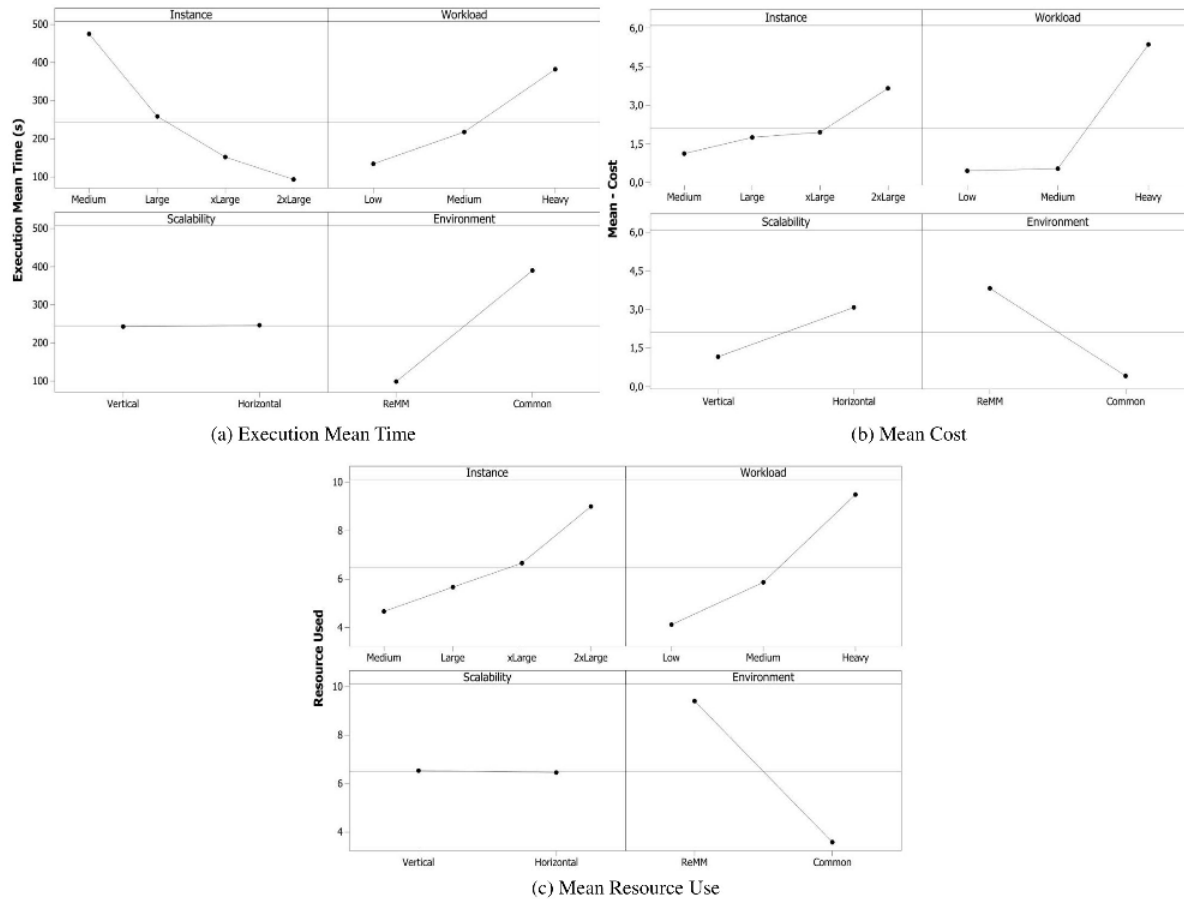 Execution Mean Time (s)
Instance
Workload
500
400
300
200
100
Medium Large xLarge 2xLarge
Low Medium Heavy
Scalability
Environment
500
400
300
200
100
Vertical Horizontal
ReMM Common
(a) Execution Mean Time
Mean - Cost
Instance
Workload
6,0
4,5
3,0
1,5
0,0
Medium Large xLarge 2xLarge
Low Medium Heavy
Scalability
Environment
6,0
4,5
3,0
1,5
0,0
Vertical Horizontal
ReMM Common
(b) Mean Cost
Resource Used
Instance
Workload
10
8
6
4
Medium Large xLarge 2xLarge
Low Medium Heavy
Scalability
Environment
10
8
6
4
Vertical Horizontal
ReMM Common
(c) Mean Resource Use